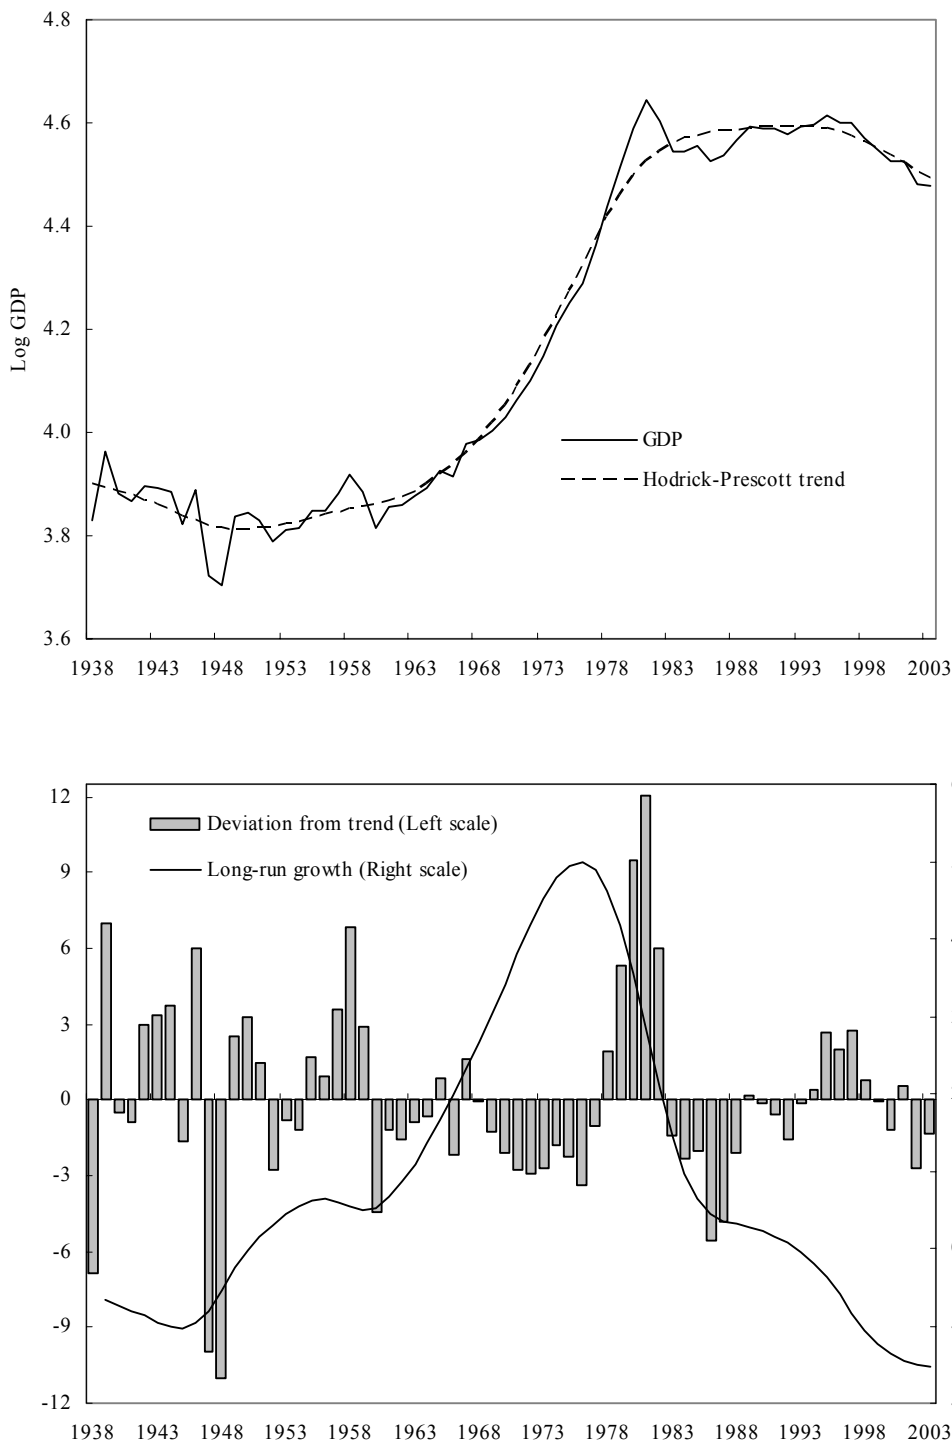 4.8
4.6
4.4
4.2
4.0
3.8
3.6
Log GDP
GDP
Hodrick-Prescott trend
1938 1943 1948 1953 1958 1963 1968 1973 1978 1983 1988 1993 1998 2003
12
9
6
3
0
-3
-6
-9
-12
Deviation from trend (Left scale)
Long-run growth (Right scale)
1938 1943 1948 1953 1958 1963 1968 1973 1978 1983 1988 1993 1998 2003